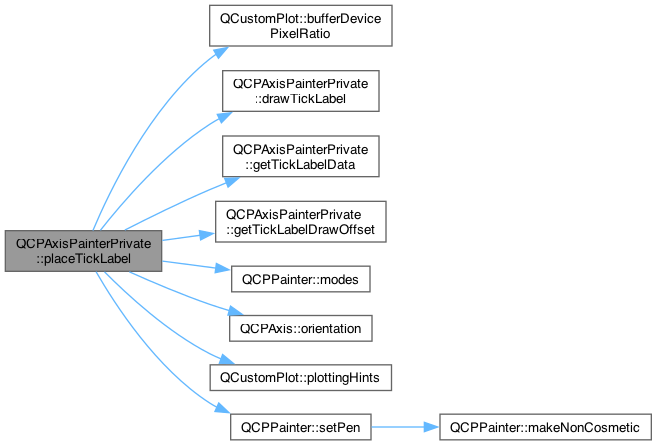 QCustomPlot::bufferDevice
PixelRatio
QCPAxisPainterPrivate
::drawTickLabel
QCPAxisPainterPrivate
::getTickLabelData
QCPAxisPainterPrivate
::getTickLabelDrawOffset
QCPAxisPainterPrivate
::placeTickLabel
QCPPainter::modes
QCPAxis::orientation
QCustomPlot::plottingHints
QCPPainter::setPen
QCPPainter::makeNonCosmetic